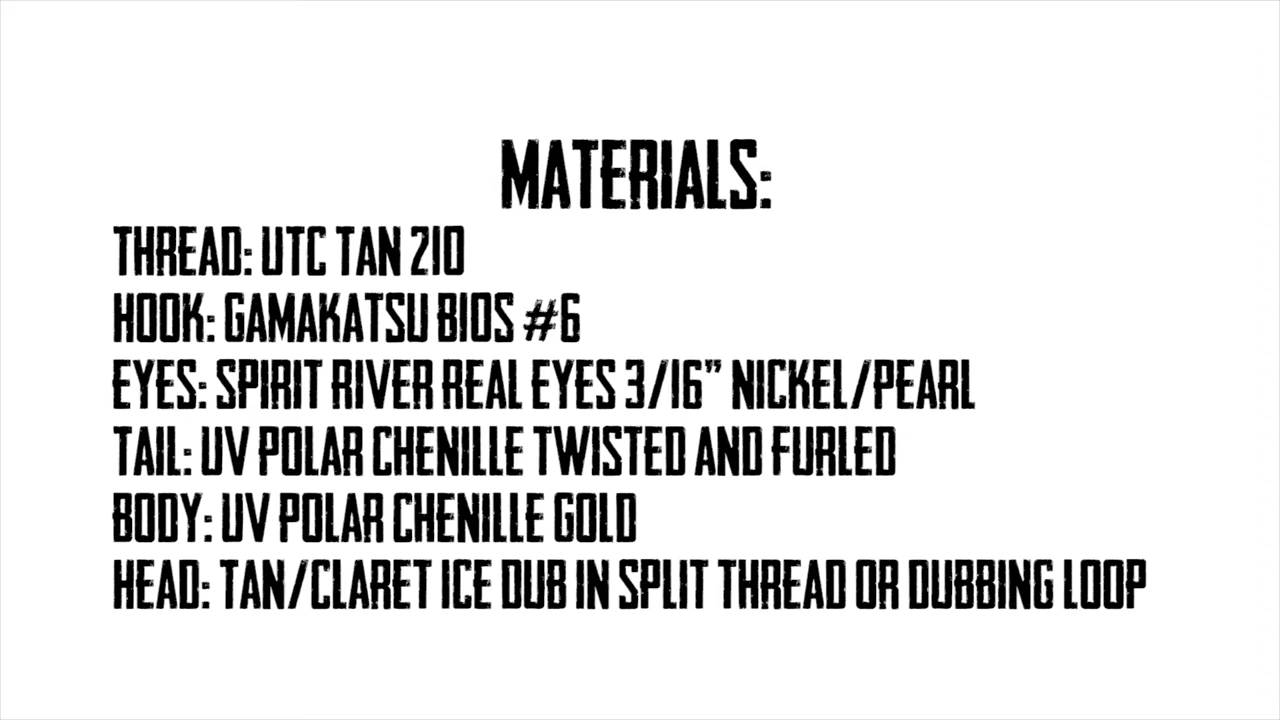 MATERIALS:
THREAD: UTC TAN 210
HOOK: GAMAKATSU BIOS #6
EYES: SPIRIT RIVER REAL EYES 3/16” NICKEL/PEARL
TAIL: UV POLAR CHENILLE TWISTED AND FURLED
BODY: UV POLAR CHENILLE GOLD
HEAD: TAN/CLARET ICE DUB IN SPLIT THREAD OR DUBBING LOOP